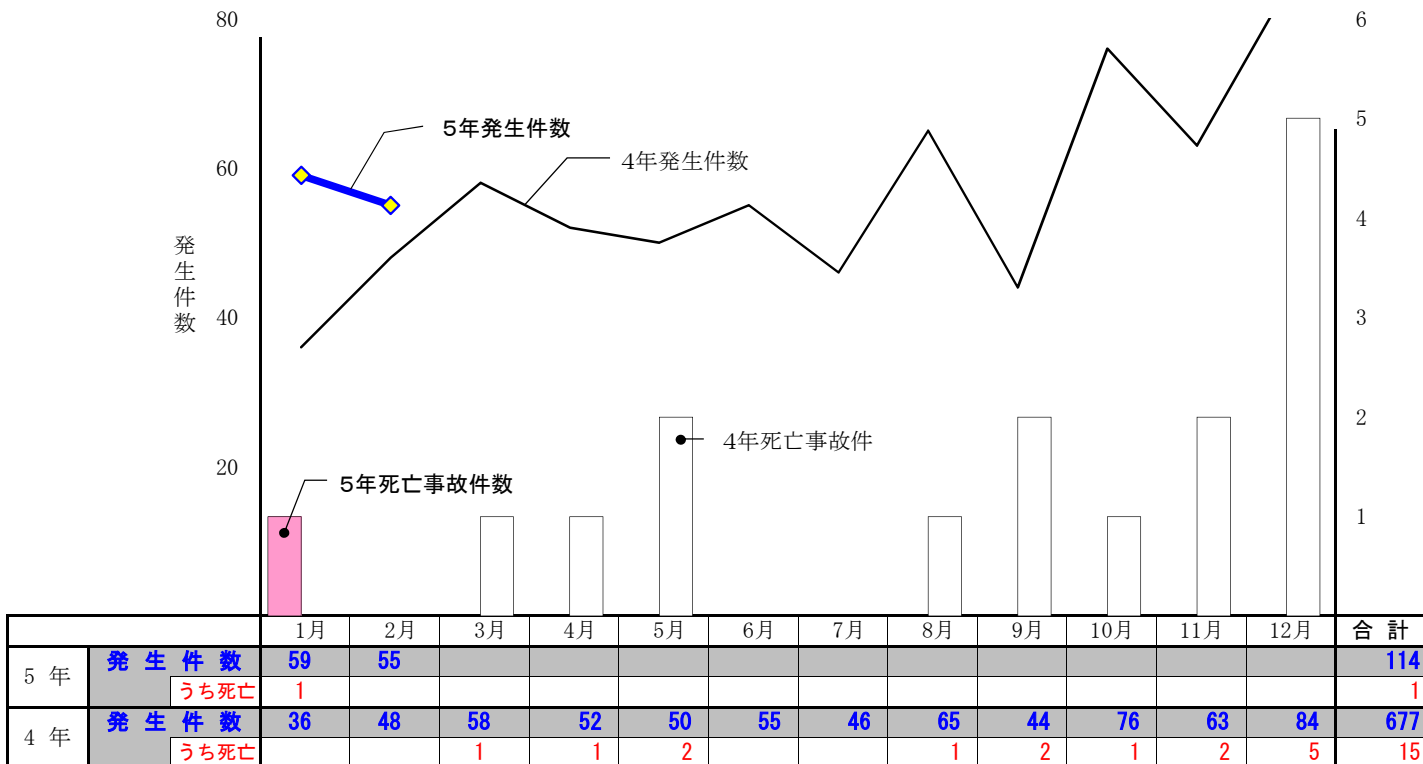 80
6
5
5年発生件数
4年発生件数
60
4
発生件数
40
3
2
4年死亡事故件
20
5年死亡事故件数
1
1月 2月 3月 4月 5月 6月 7月 8月 9月 10月 11月 12月 合計
5年 発生件数 59 55 114
うち死亡 1 1
4年 発生件数 36 48 58 52 50 55 46 65 44 76 63 84 677
うち死亡 1 1 2 1 2 1 2 5 15